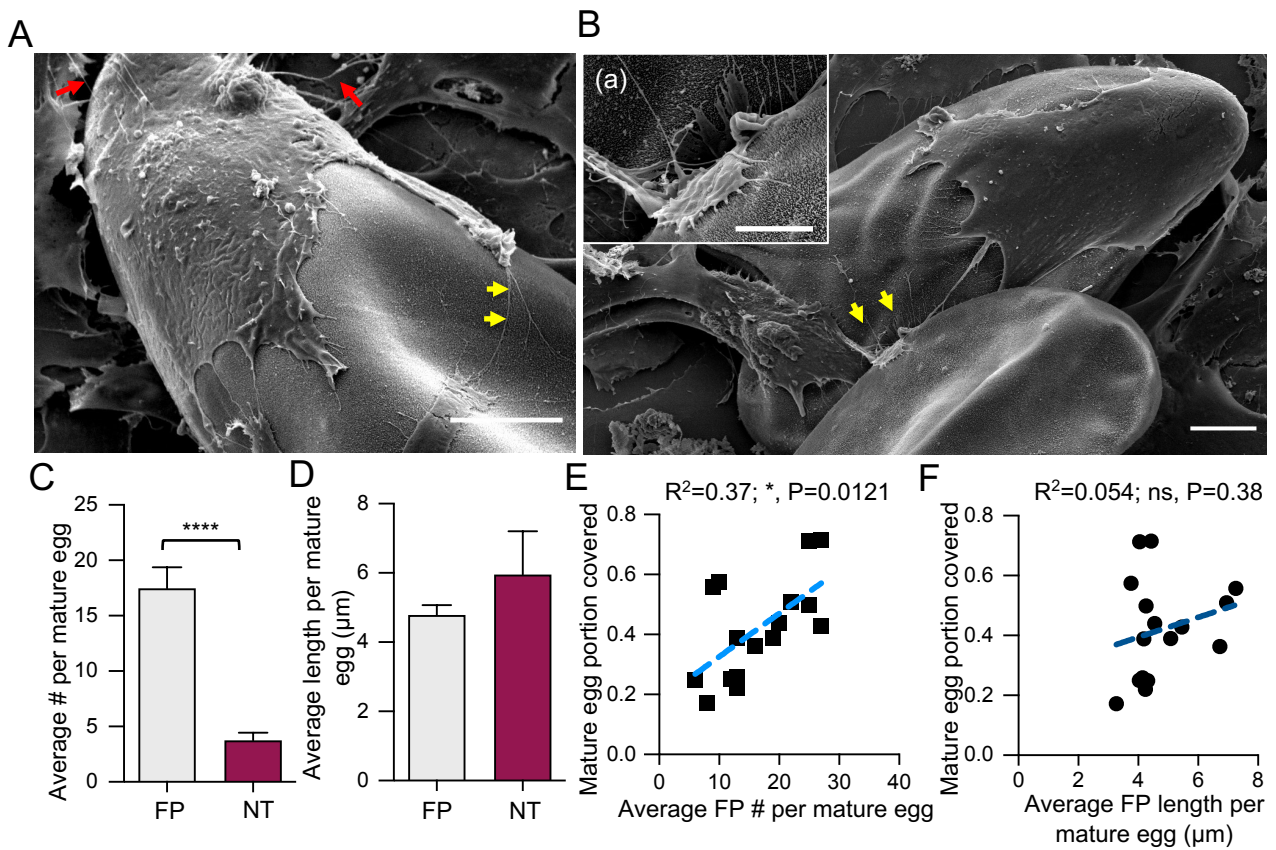 A
B
(a)
C
Average # per mature egg
25
20
15
10
5
0
****
FP
NT
D
Average length per mature
egg (µm)
8
6
4
2
0
FP
NT
E
R²=0.37; *, P=0.0121
Mature egg portion covered
0.8
0.6
0.4
0.2
0.0
0
10
20
30
40
Average FP # per mature egg
F
R²=0.054; ns, P=0.38
Mature egg portion covered
0.8
0.6
0.4
0.2
0.0
0
2
4
6
8
Average FP length per
mature egg (µm)